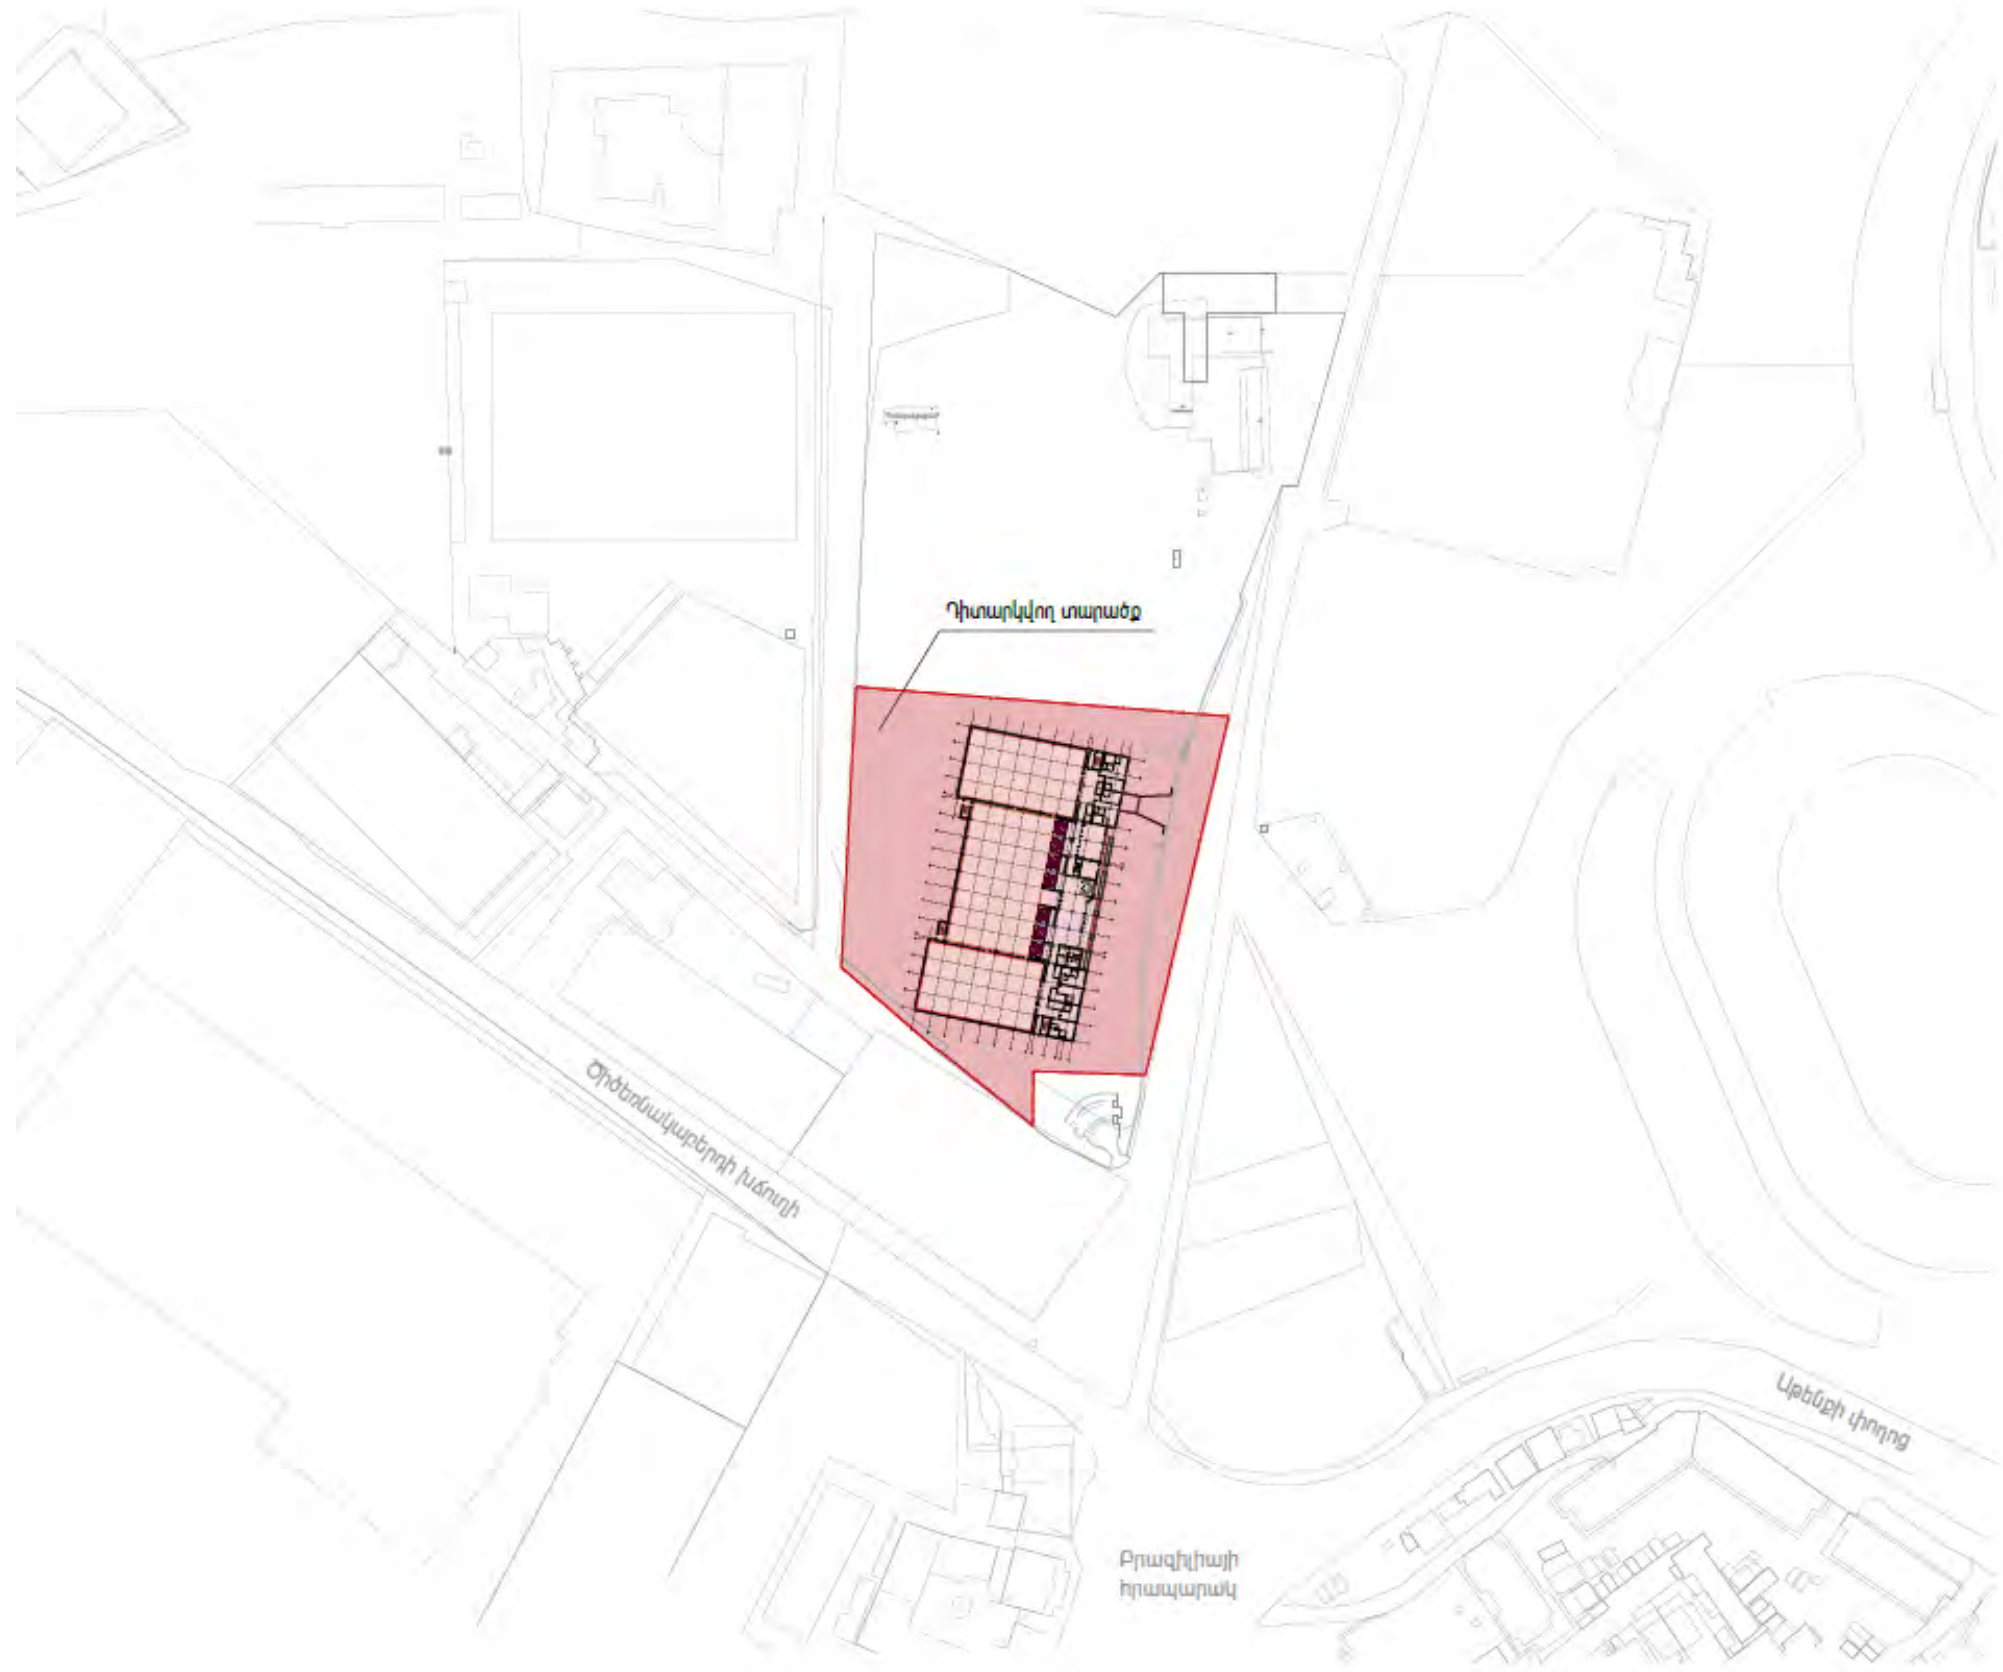 Դիտարկվող տարածք
Ծիծեռնակաբերդի խճուղի
Աթենքի փողոց
Բրազիլիայի
հրապարակ